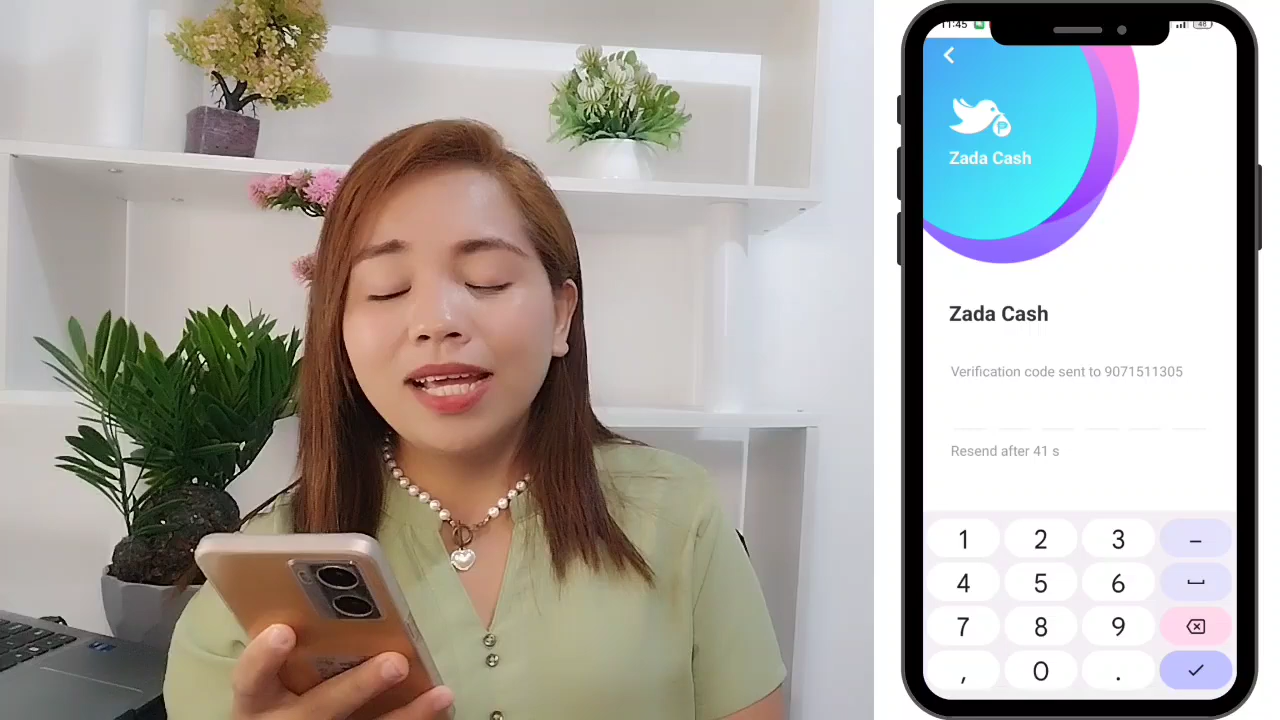 11:45
46
Zada Cash
Zada Cash
Verification code sent to 9071511305
Resend after 41 s
1 2 3 –
4 5 6
7 8 9
, 0 .